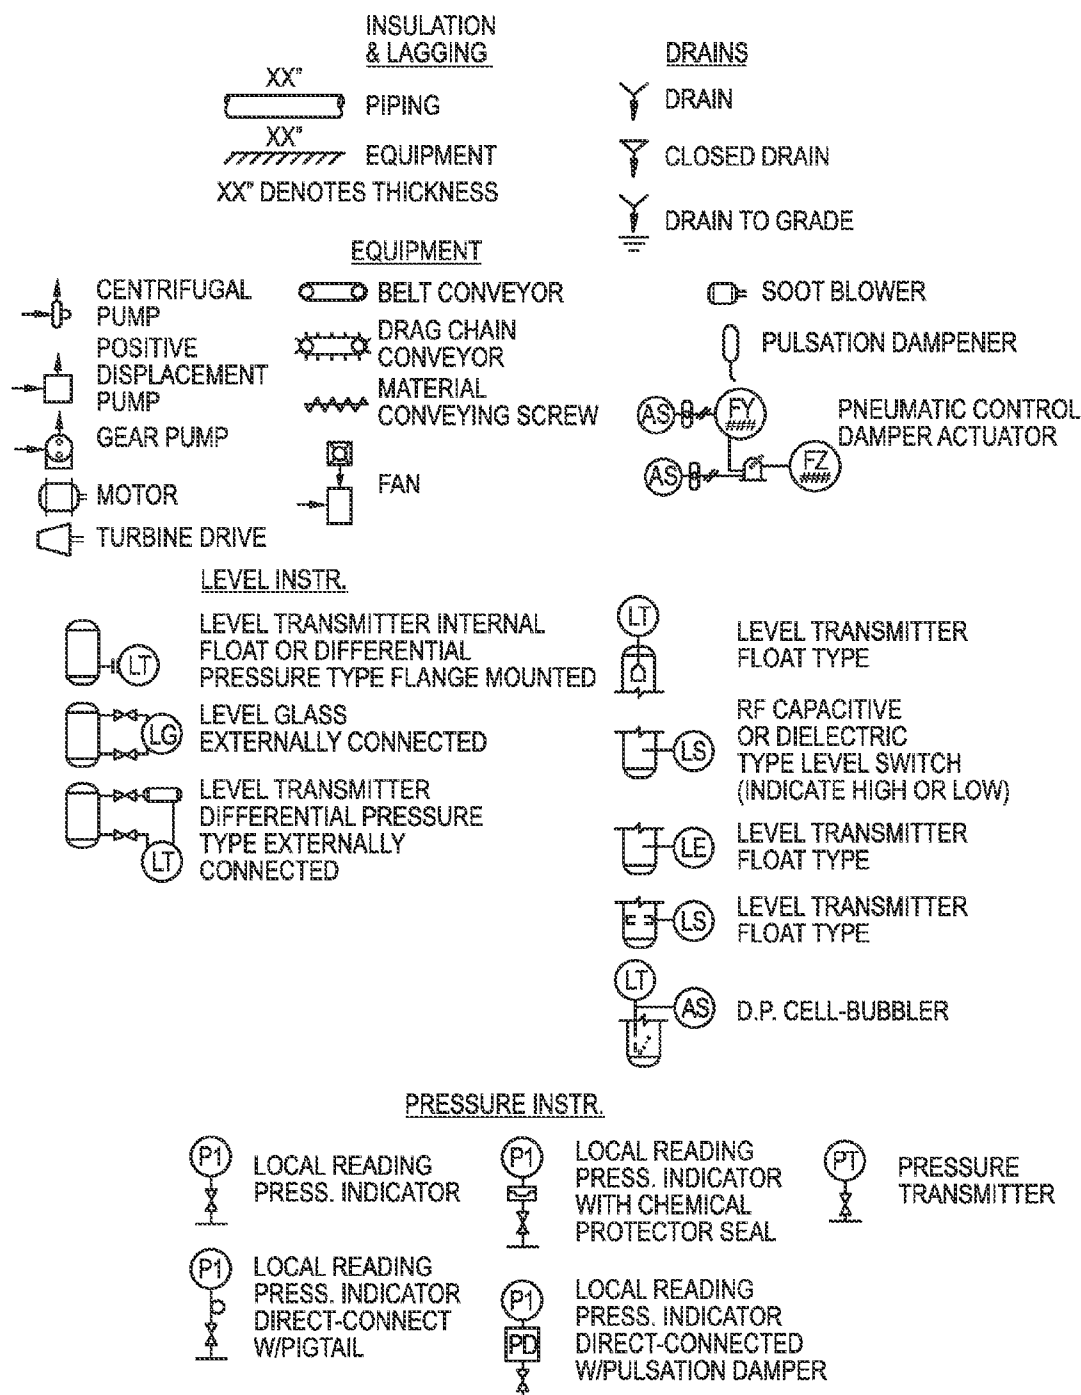 INSULATION
& LAGGING
XX"
PIPING
XX"
EQUIPMENT
XX" DENOTES THICKNESS
DRAINS
DRAIN
CLOSED DRAIN
DRAIN TO GRADE
EQUIPMENT
CENTRIFUGAL
PUMP
POSITIVE
DISPLACEMENT
PUMP
GEAR PUMP
MOTOR
TURBINE DRIVE
BELT CONVEYOR
DRAG CHAIN
CONVEYOR
MATERIAL
CONVEYING SCREW
FAN
SOOT BLOWER
PULSATION DAMPENER
AS
FY
###
PNEUMATIC CONTROL
DAMPER ACTUATOR
AS
FZ
####
LEVEL INSTR.
LT
LEVEL TRANSMITTER INTERNAL
FLOAT OR DIFFERENTIAL
PRESSURE TYPE FLANGE MOUNTED
LG
LEVEL GLASS
EXTERNALLY CONNECTED
LT
LEVEL TRANSMITTER
DIFFERENTIAL PRESSURE
TYPE EXTERNALLY
CONNECTED
LT
LEVEL TRANSMITTER
FLOAT TYPE
LS
RF CAPACITIVE
OR DIELECTRIC
TYPE LEVEL SWITCH
(INDICATE HIGH OR LOW)
LE
LEVEL TRANSMITTER
FLOAT TYPE
LS
LEVEL TRANSMITTER
FLOAT TYPE
LT
AS
D.P. CELL-BUBBLER
PRESSURE INSTR.
P1
LOCAL READING
PRESS. INDICATOR
P1
LOCAL READING
PRESS. INDICATOR
WITH CHEMICAL
PROTECTOR SEAL
PT
PRESSURE
TRANSMITTER
P1
LOCAL READING
PRESS. INDICATOR
DIRECT-CONNECT
W/PIGTAIL
P1
PD
LOCAL READING
PRESS. INDICATOR
DIRECT-CONNECTED
W/PULSATION DAMPER